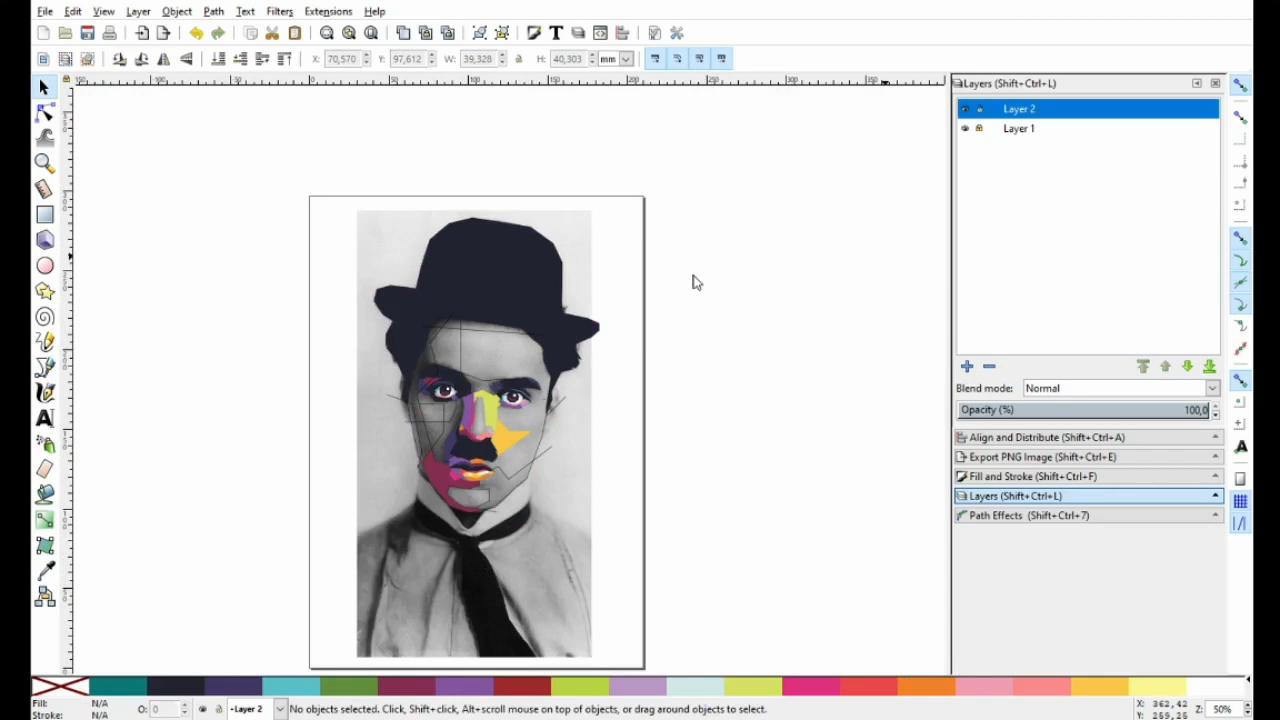 File Edit View Layer Object Path Text Filters Extensions Help
X: 70,570 Y: 97,612 W: 39,328 H: 40,303 mm
Layers (Shift+Ctrl+L)
Layer 2
Layer 1
Blend mode: Normal
Opacity (%) 100,0
Align and Distribute (Shift+Ctrl+A)
Export PNG Image (Shift+Ctrl+E)
Fill and Stroke (Shift+Ctrl+F)
Layers (Shift+Ctrl+L)
Path Effects (Shift+Ctrl+7)
Fill: N/A
Stroke: N/A
O: 0
-Layer 2
No objects selected. Click, Shift+click, Alt+scroll mouse on top of objects, or drag around objects to select.
X: 362,42
Y: 255,25
Z: 50%